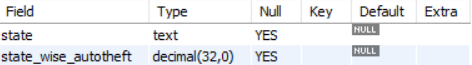 Field Type Null Key Default Extra
state text YES NULL
state_wise_autotheft decimal(32,0) YES NULL